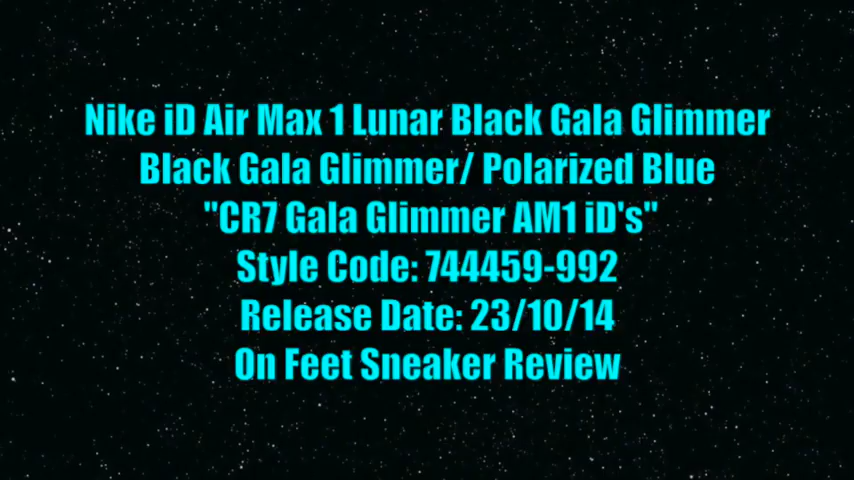 Nike iD Air Max 1 Lunar Black Gala Glimmer
Black Gala Glimmer/ Polarized Blue
"CR7 Gala Glimmer AM1 iD's"
Style Code: 744459-992
Release Date: 23/10/14
On Feet Sneaker Review